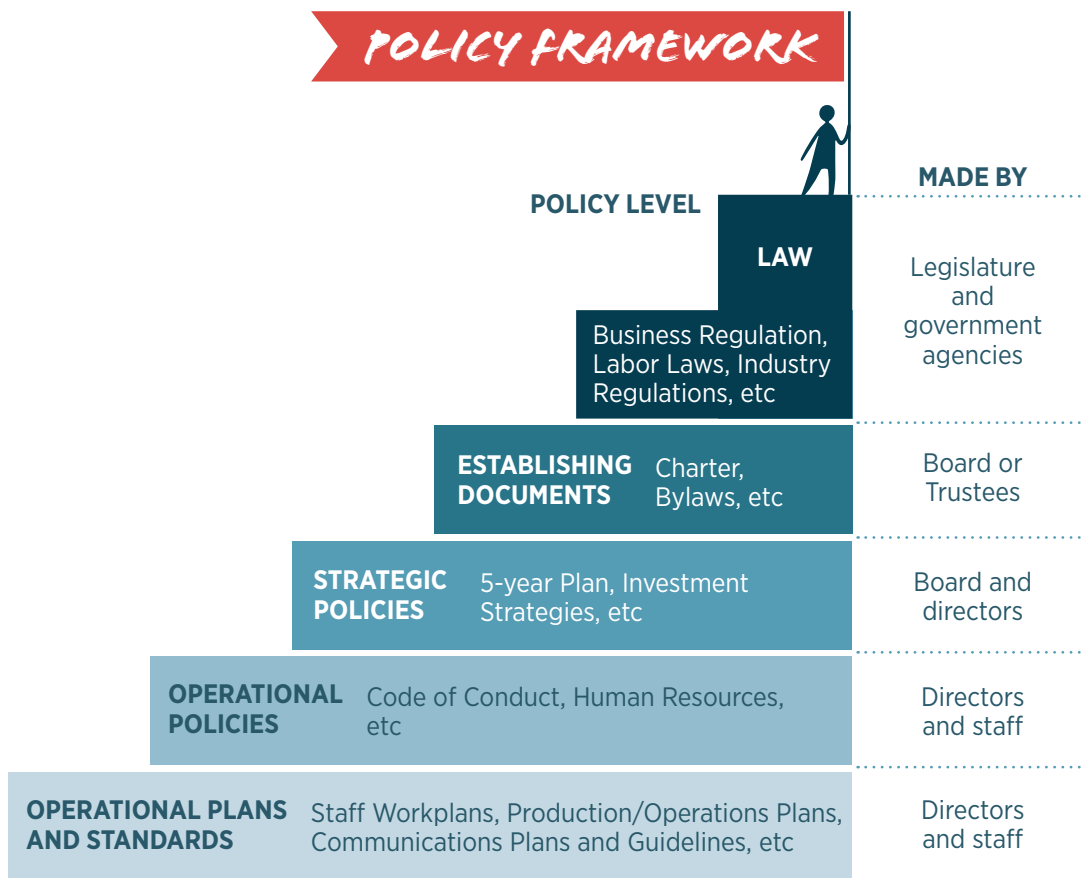 POLICY FRAMEWORK
POLICY LEVEL
MADE BY
LAW
Business Regulation,
Labor Laws, Industry
Regulations, etc
Legislature
and
government
agencies
ESTABLISHING
DOCUMENTS
Charter,
Bylaws, etc
Board or
Trustees
STRATEGIC
POLICIES
5-year Plan, Investment
Strategies, etc
Board and
directors
OPERATIONAL
POLICIES
Code of Conduct, Human Resources,
etc
Directors
and staff
OPERATIONAL PLANS
AND STANDARDS
Staff Workplans, Production/Operations Plans,
Communications Plans and Guidelines, etc
Directors
and staff